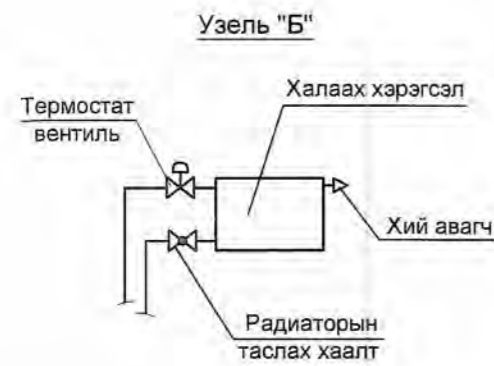 Узель "Б"
Халаах хэрэгсэл
Термостат
вентиль
Хий авагч
Радиаторын
таслах хаалт